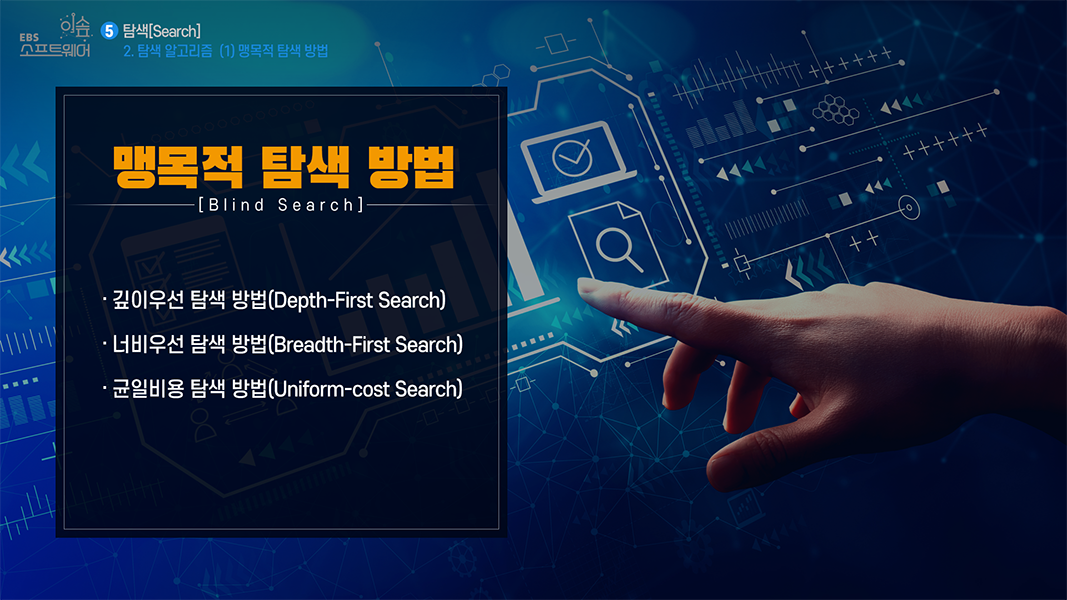 EBS
이솦
소프트웨어
5 탐색[Search]
2. 탐색 알고리즘 (1) 맹목적 탐색 방법
맹목적 탐색 방법
[Blind Search]
· 깊이우선 탐색 방법(Depth-First Search)
· 너비우선 탐색 방법(Breadth-First Search)
· 균일비용 탐색 방법(Uniform-cost Search)